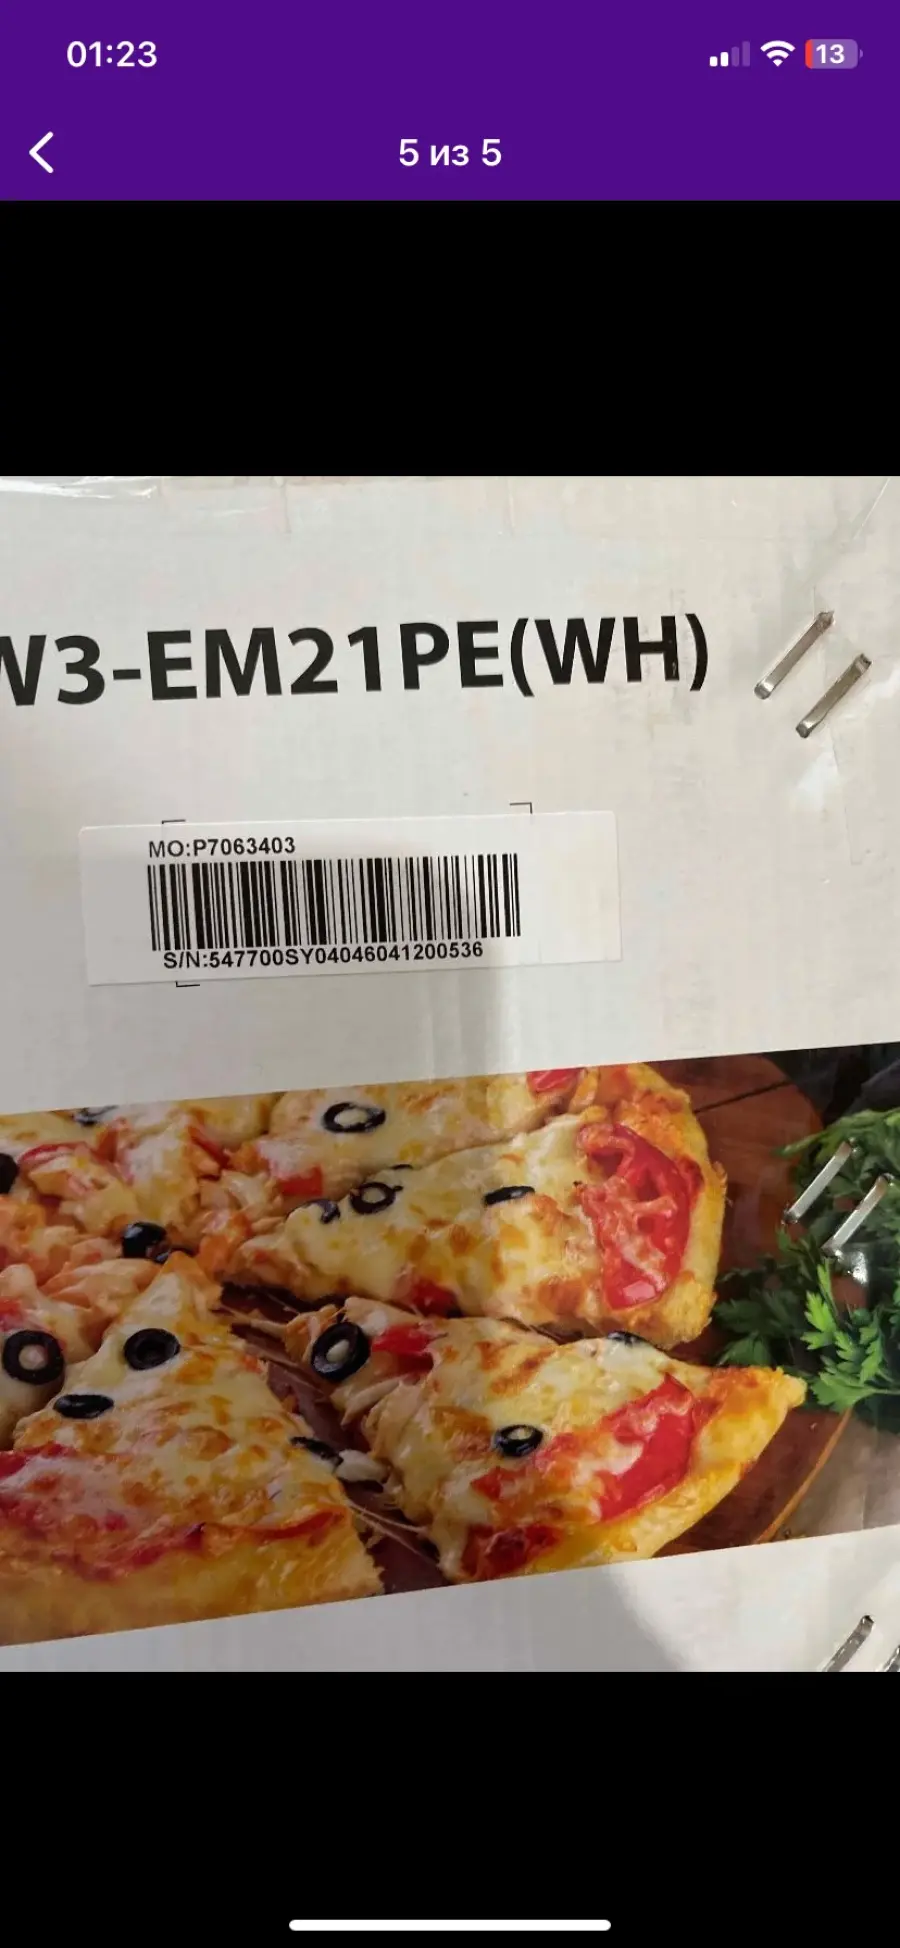 01:23
13
5 из 5
W3-EM21PE(WH)
MO:P7063403
S/N:547700SY04046041200536